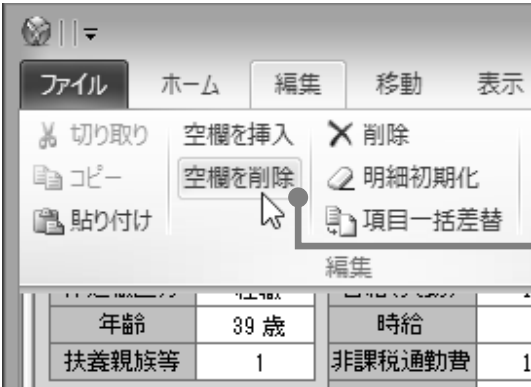 ファイル ホーム 編集 移動 表示
切り取り 空欄を挿入 削除
コピー 空欄を削除 明細初期化
貼り付け 項目一括差替
編集
年齢 39 歳 時給
扶養親族等 1 非課税通勤費 1